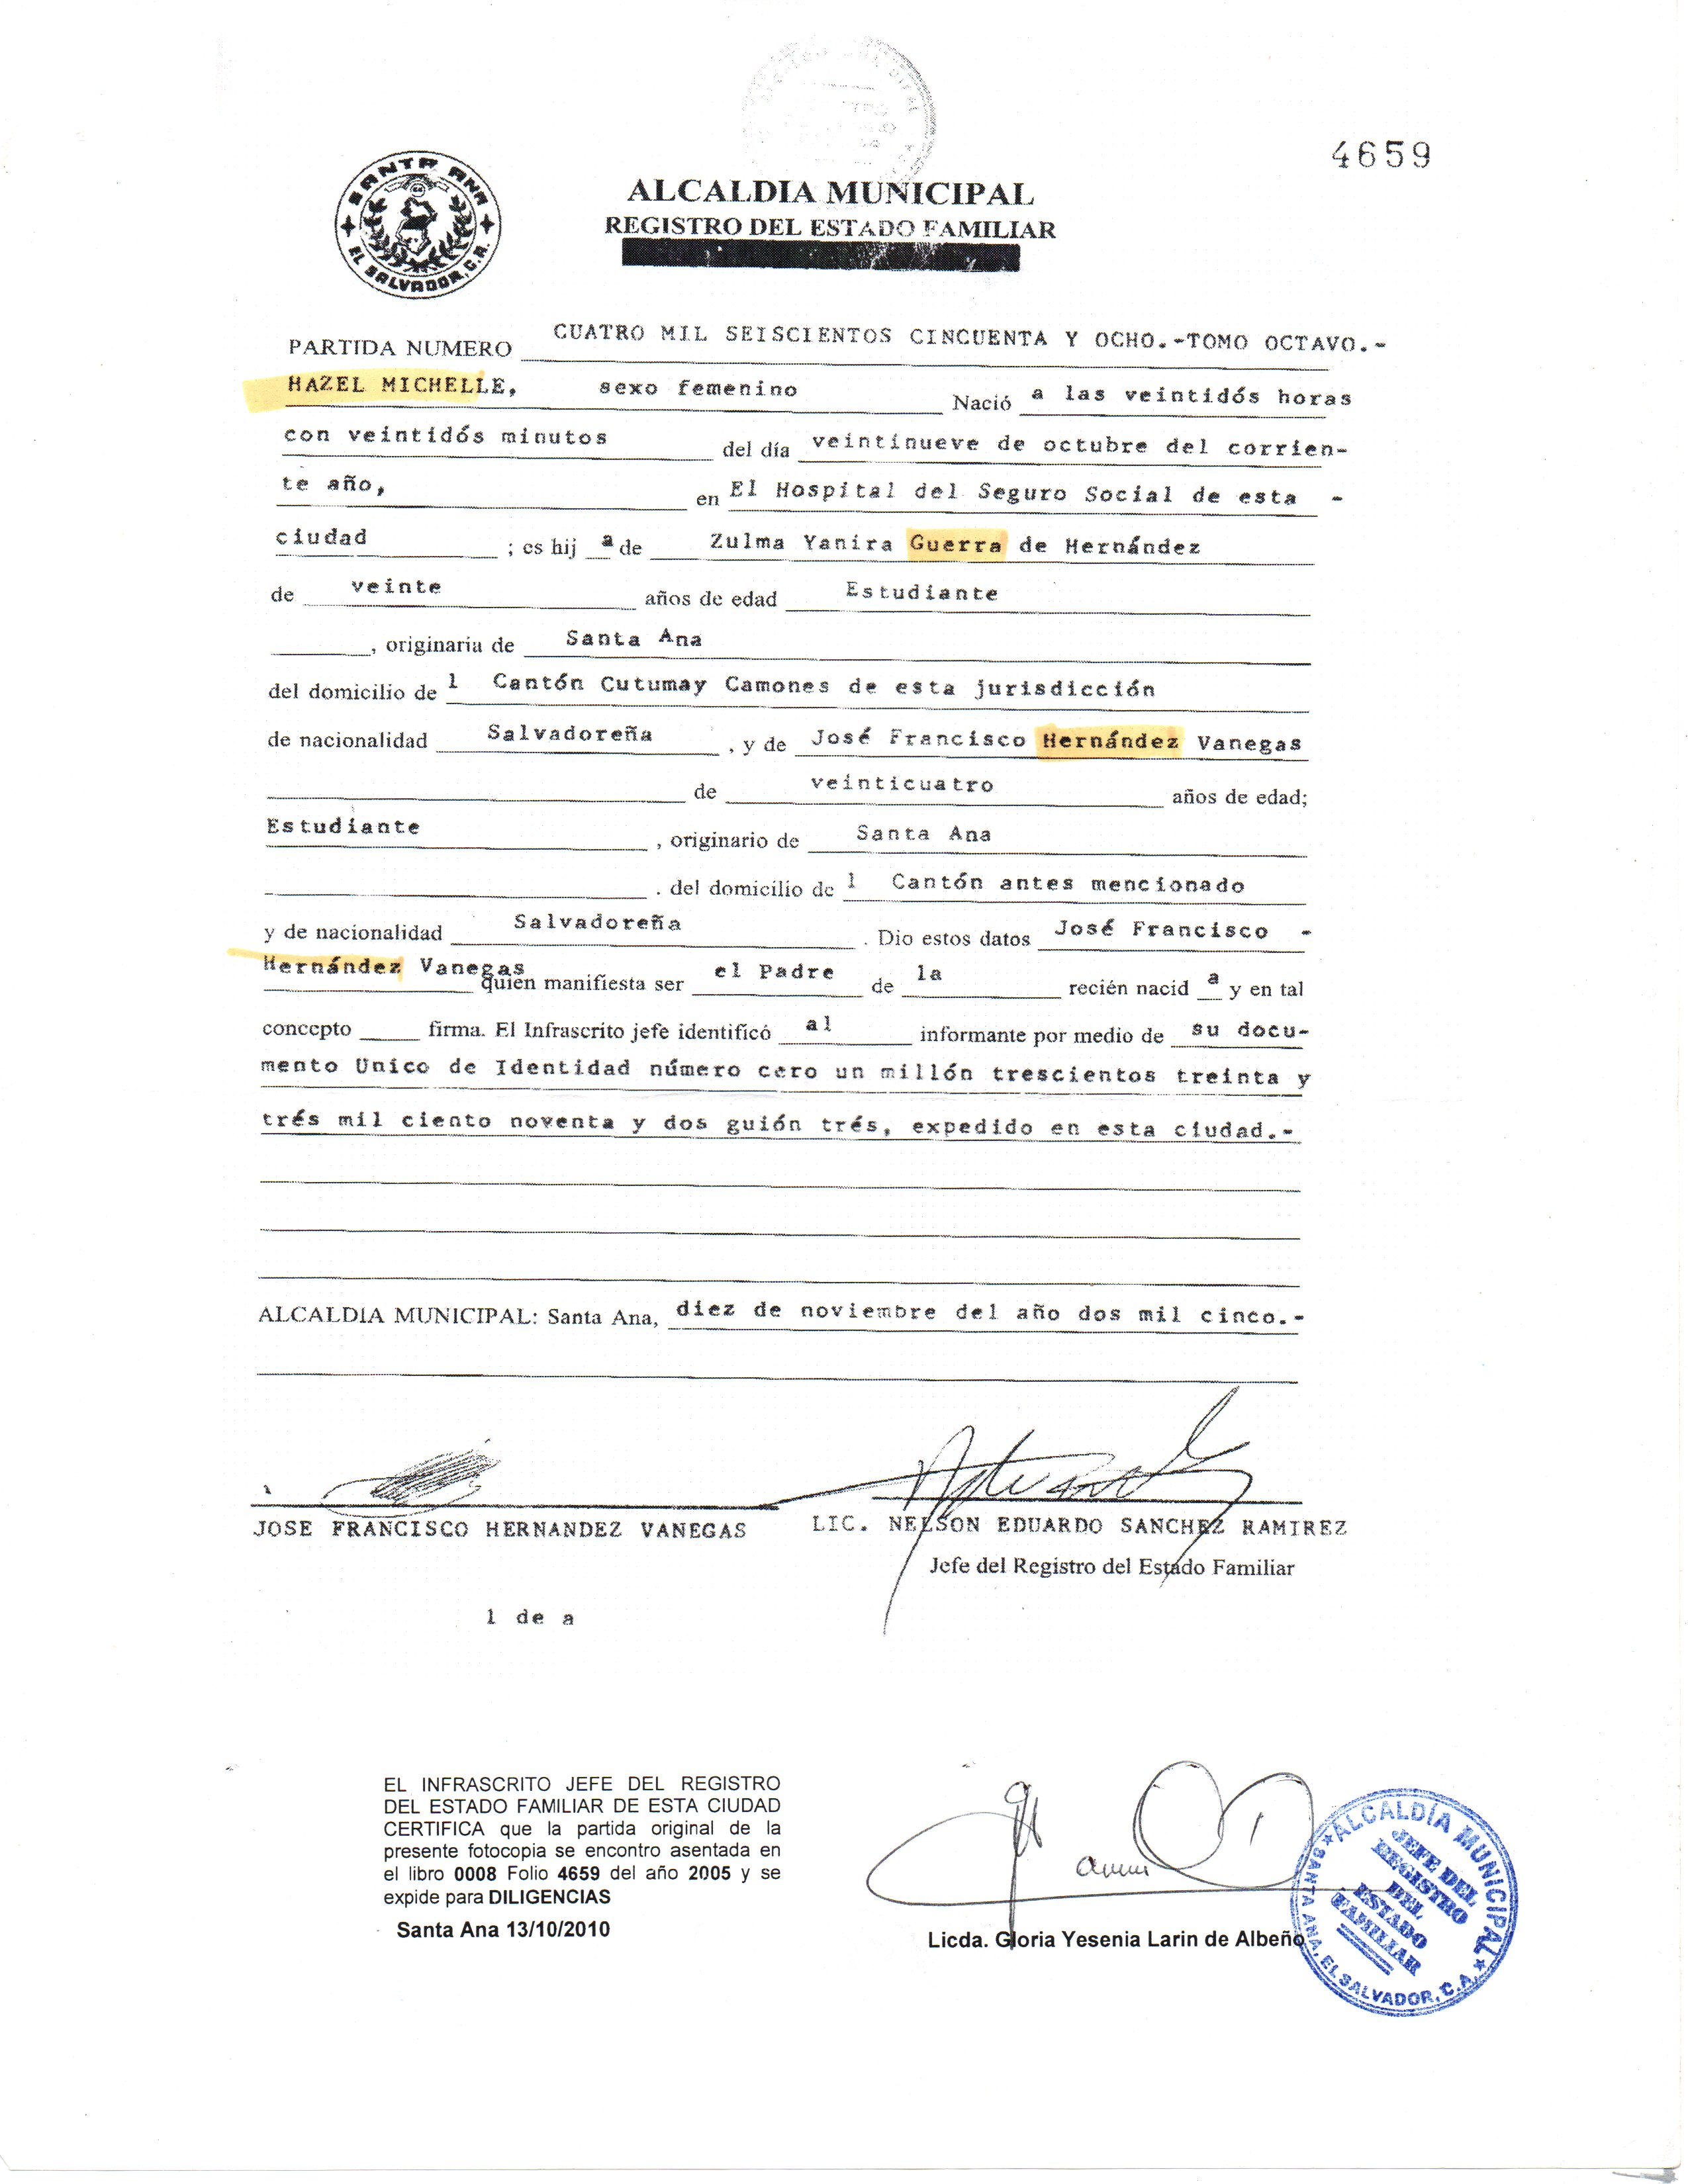 4659
SANTA ANA
EL SALVADOR, C.A.
ALCALDIA MUNICIPAL
REGISTRO DEL ESTADO FAMILIAR
PARTIDA NUMERO CUATRO MIL SEISCIENTOS CINCUENTA Y OCHO.-TOMO OCTAVO.-
HAZEL MICHELLE, sexo femenino Nació a las veintidós horas
con veintidós minutos del día veintinueve de octubre del corrien-
te año, en El Hospital del Seguro Social de esta -
ciudad ; es hij a de Zulma Yanira Guerra de Hernández
de veinte años de edad Estudiante
, originaria de Santa Ana
del domicilio de l Cantón Cutumay Camones de esta jurisdicción
de nacionalidad Salvadoreña , y de José Francisco Hernández Vanegas
de veinticuatro años de edad;
Estudiante , originario de Santa Ana
. del domicilio de l Cantón antes mencionado
y de nacionalidad Salvadoreña . Dio estos datos José Francisco -
Hernández Vanegas quien manifiesta ser el Padre de la recién nacid a y en tal
concepto firma. El Infrascrito jefe identificó al informante por medio de su docu-
mento Unico de Identidad número cero un millón trescientos treinta y
trés mil ciento noventa y dos guión trés, expedido en esta ciudad.-
ALCALDIA MUNICIPAL: Santa Ana, diez de noviembre del año dos mil cinco.-
JOSE FRANCISCO HERNANDEZ VANEGAS LIC. NELSON EDUARDO SANCHEZ RAMIREZ
Jefe del Registro del Estado Familiar
l de a
EL INFRASCRITO JEFE DEL REGISTRO
DEL ESTADO FAMILIAR DE ESTA CIUDAD
CERTIFICA que la partida original de la
presente fotocopia se encontro asentada en
el libro 0008 Folio 4659 del año 2005 y se
expide para DILIGENCIAS
Santa Ana 13/10/2010
Licda. Gloria Yesenia Larin de Albeño
ALCALDÍA MUNICIPAL
JEFE DEL
REGISTRO
DEL
ESTADO
FAMILIAR
SANTA ANA, EL SALVADOR, C.A.